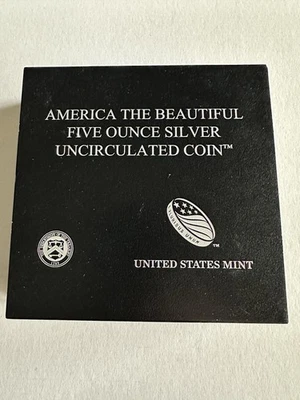 AMERICA THE BEAUTIFUL
FIVE OUNCE SILVER
UNCIRCULATED COIN™
UNITED STATES MINT